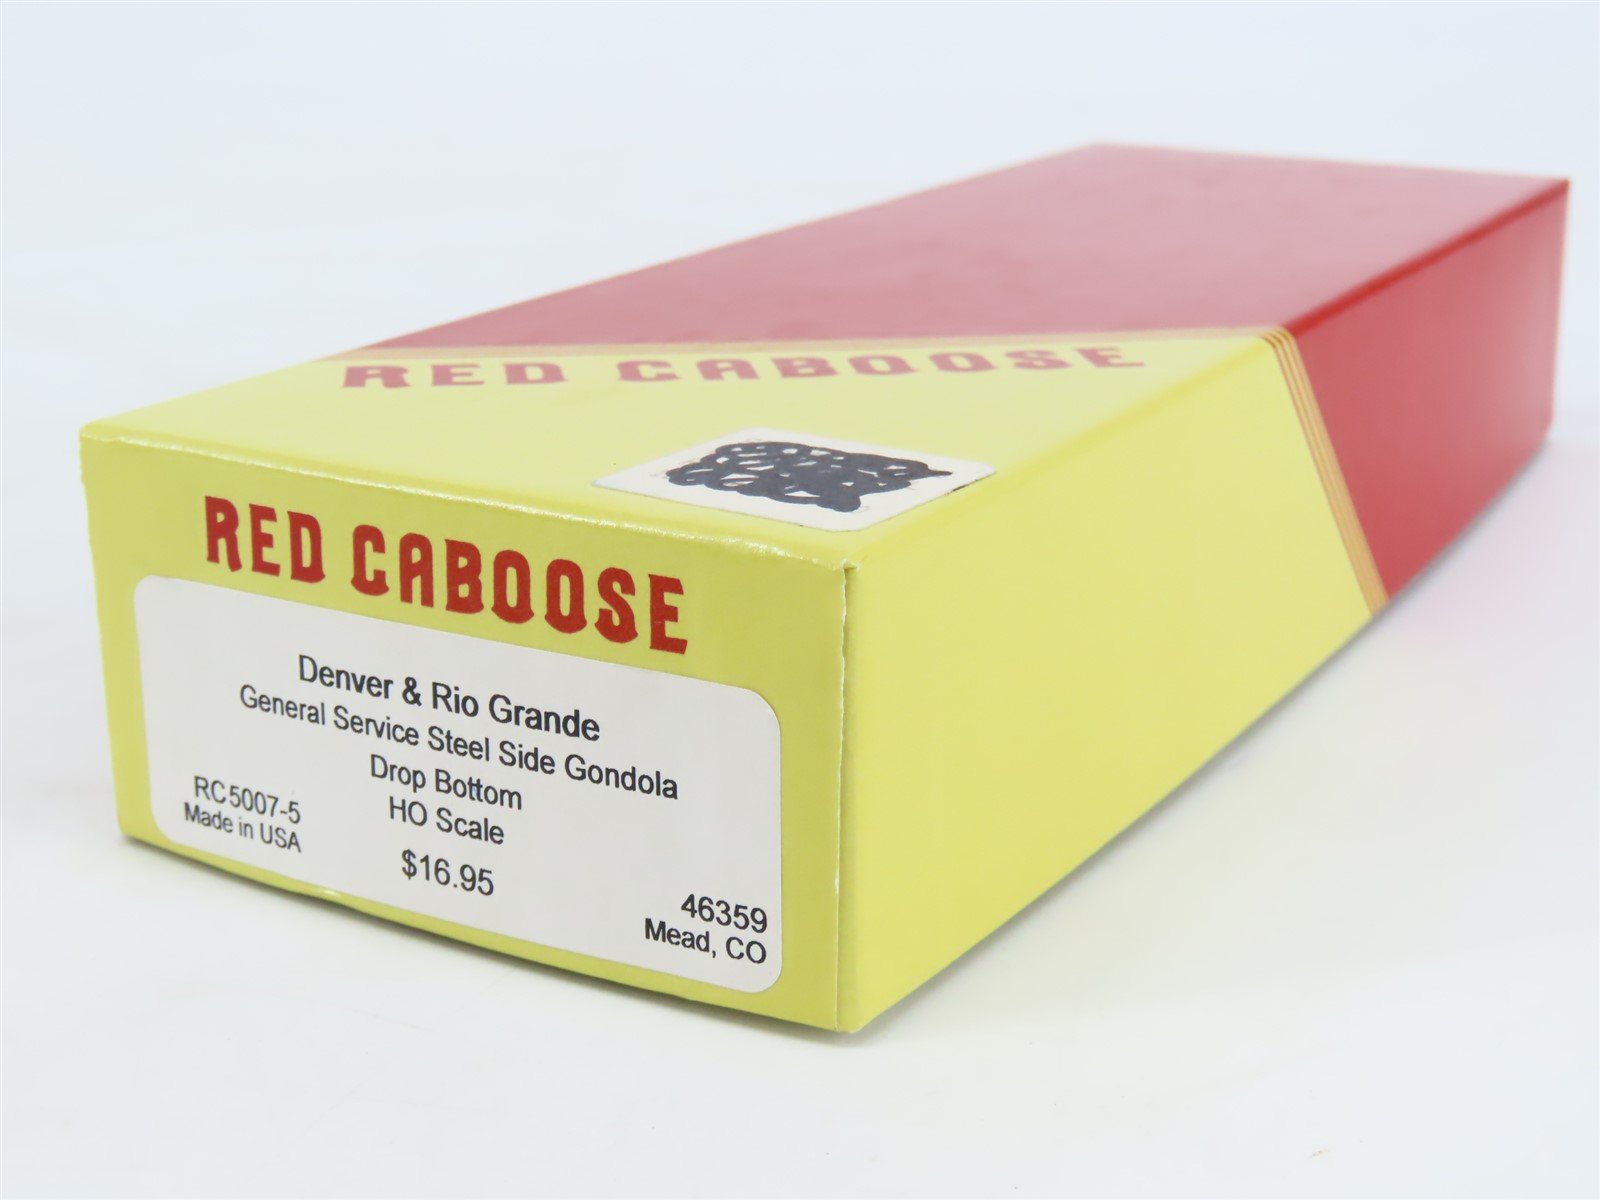 RED CABOOSE
RED CABOOSE
Denver & Rio Grande
General Service Steel Side Gondola
Drop Bottom
HO Scale
RC5007-5
Made in USA
$16.95
46359
Mead, CO